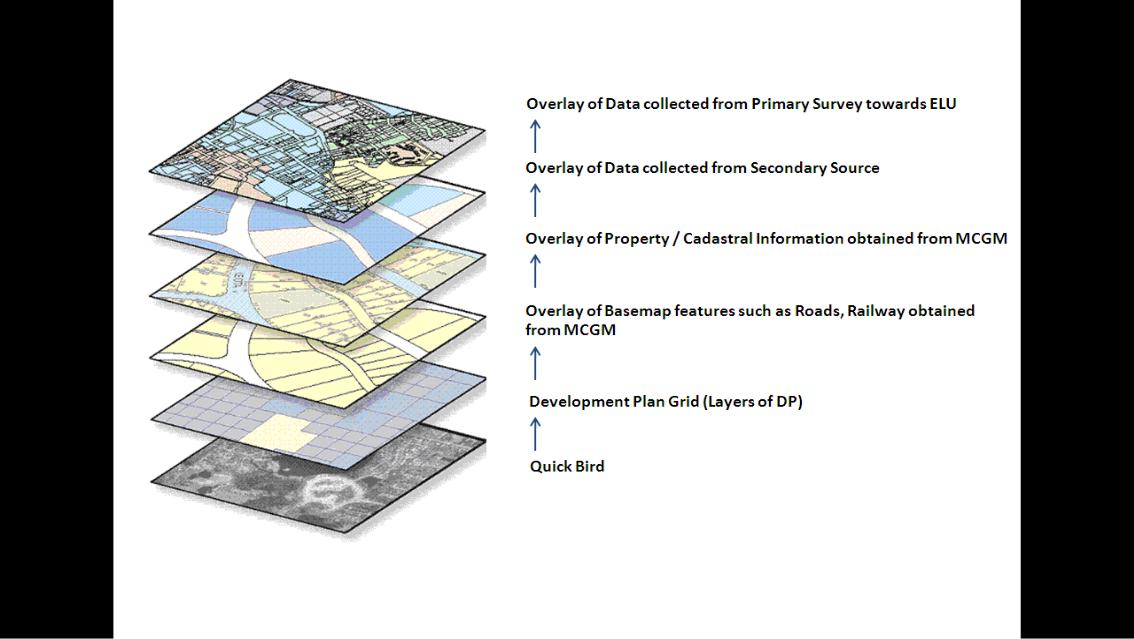 Overlay of Data collected from Primary Survey towards ELU
Overlay of Data collected from Secondary Source
Overlay of Property / Cadastral Information obtained from MCGM
Overlay of Basemap features such as Roads, Railway obtained
from MCGM
Development Plan Grid (Layers of DP)
Quick Bird